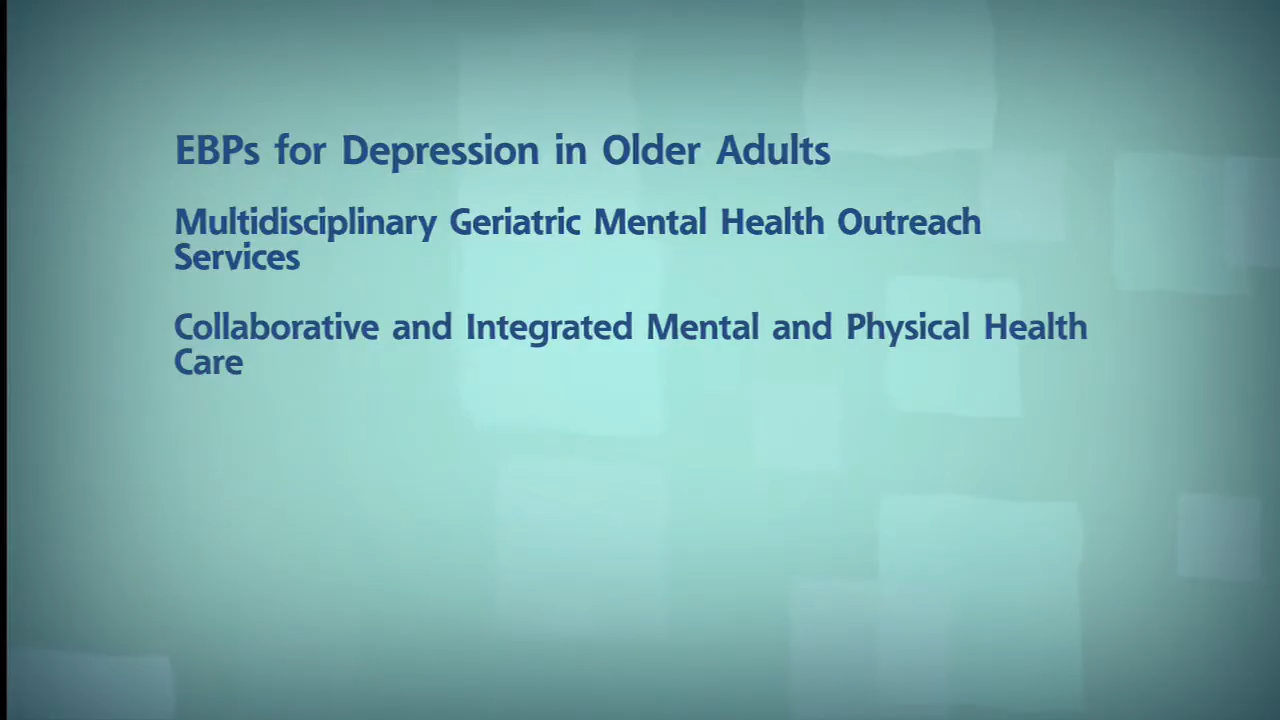 EBPs for Depression in Older Adults
Multidisciplinary Geriatric Mental Health Outreach
Services
Collaborative and Integrated Mental and Physical Health
Care